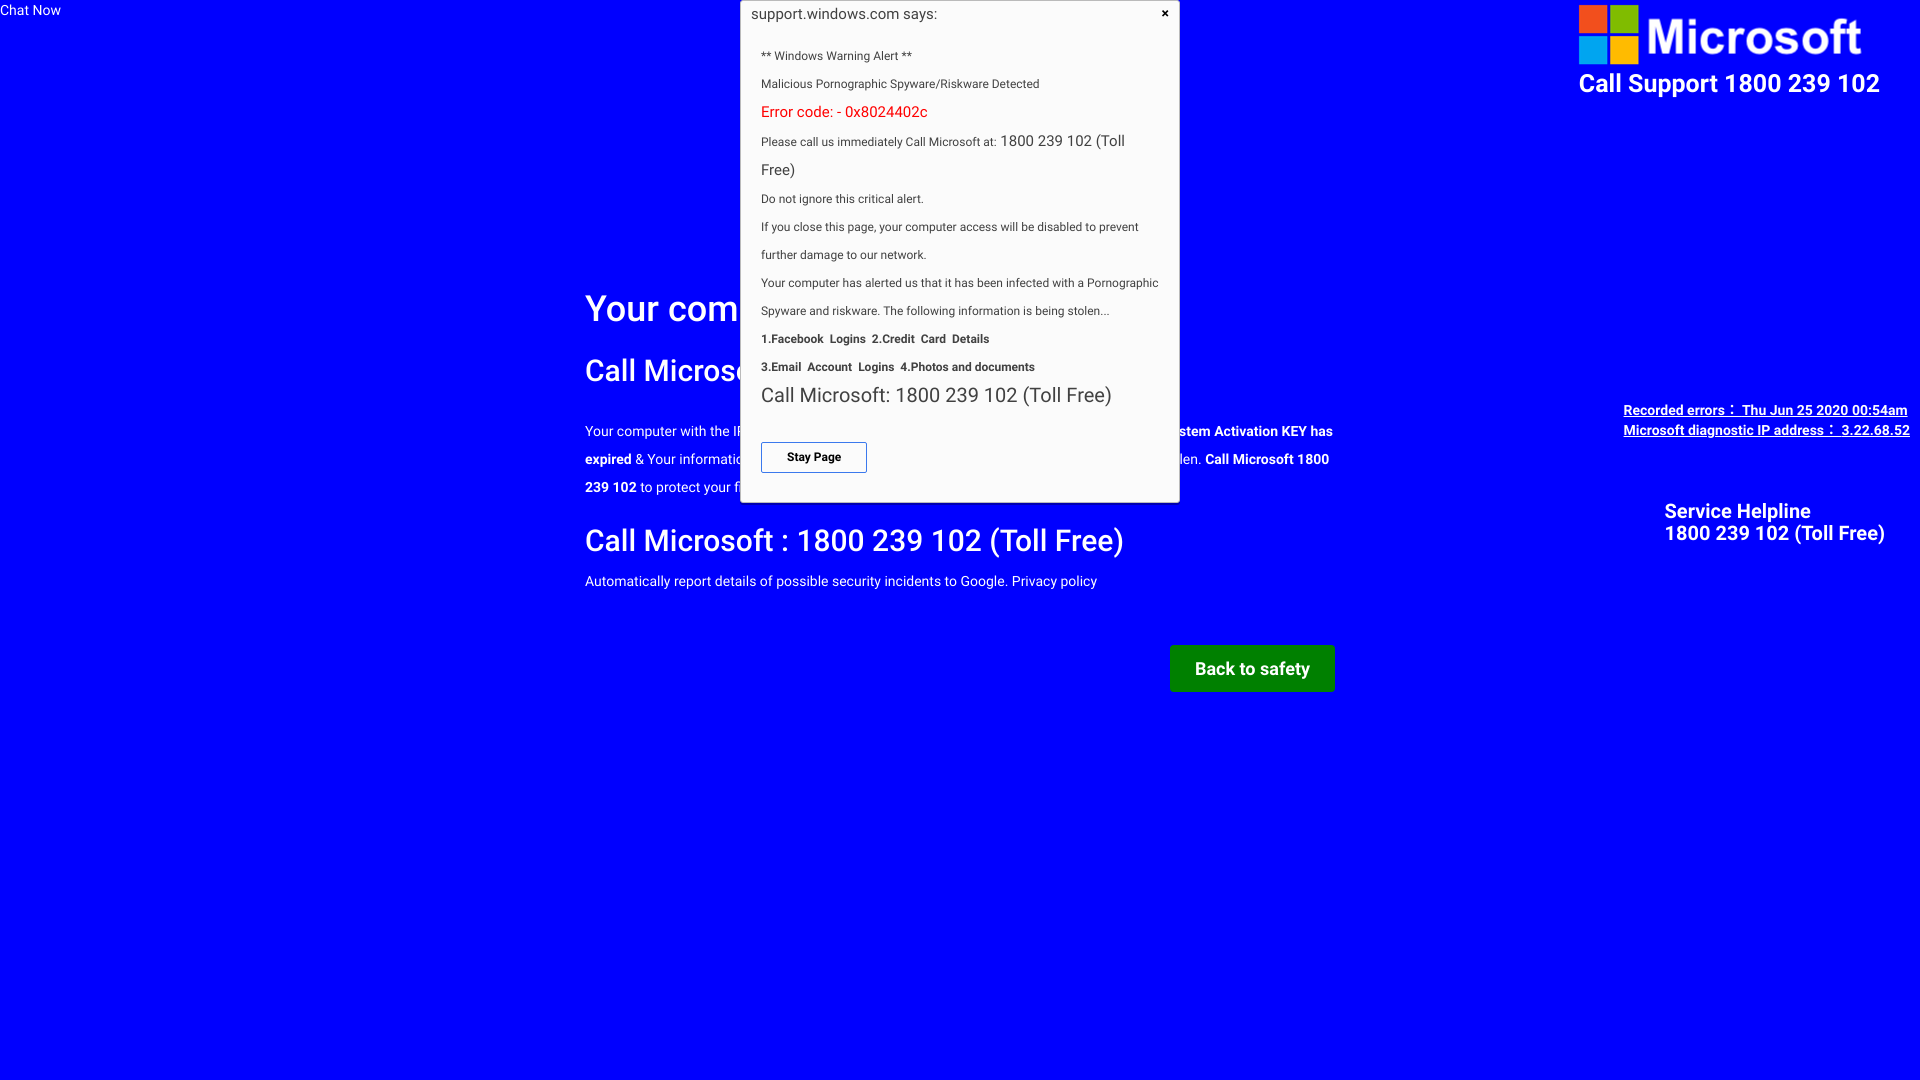 Chat Now
support.windows.com says:
×
** Windows Warning Alert **
Malicious Pornographic Spyware/Riskware Detected
Error code: - 0x8024402c
Please call us immediately Call Microsoft at: 1800 239 102 (Toll
Free)
Do not ignore this critical alert.
If you close this page, your computer access will be disabled to prevent
further damage to our network.
Your computer has alerted us that it has been infected with a Pornographic
Spyware and riskware. The following information is being stolen...
1.Facebook Logins 2.Credit Card Details
3.Email Account Logins 4.Photos and documents
Call Microsoft: 1800 239 102 (Toll Free)
Stay Page
Microsoft
Call Support 1800 239 102
Your com
Call Micros
Your computer with the
stem Activation KEY has
expired & Your informati
len. Call Microsoft 1800
239 102 to protect your
Call Microsoft : 1800 239 102 (Toll Free)
Automatically report details of possible security incidents to Google. Privacy policy
Back to safety
Recorded errors : Thu Jun 25 2020 00:54am
Microsoft diagnostic IP address : 3.22.68.52
Service Helpline
1800 239 102 (Toll Free)